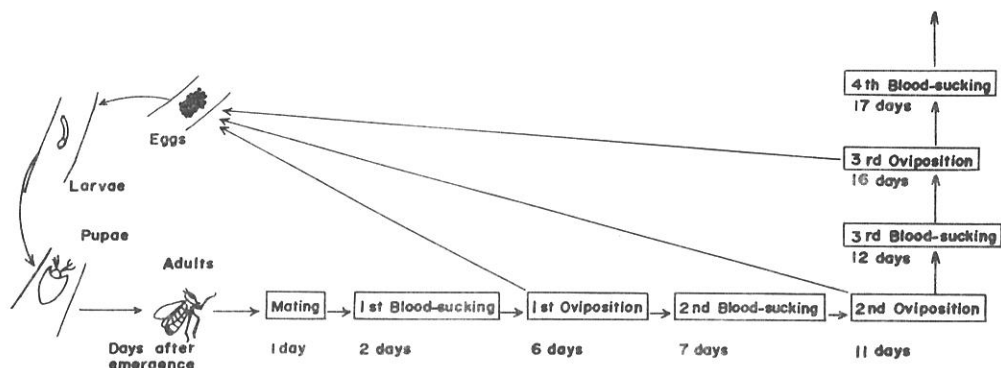 4th Blood-sucking
17 days
Eggs
3rd Oviposition
16 days
Larvae
Pupae
3rd Blood-sucking
12 days
Adults
Mating
1st Blood-sucking
1st Oviposition
2nd Blood-sucking
2nd Oviposition
Days after
emergence
1 day
2 days
6 days
7 days
11 days